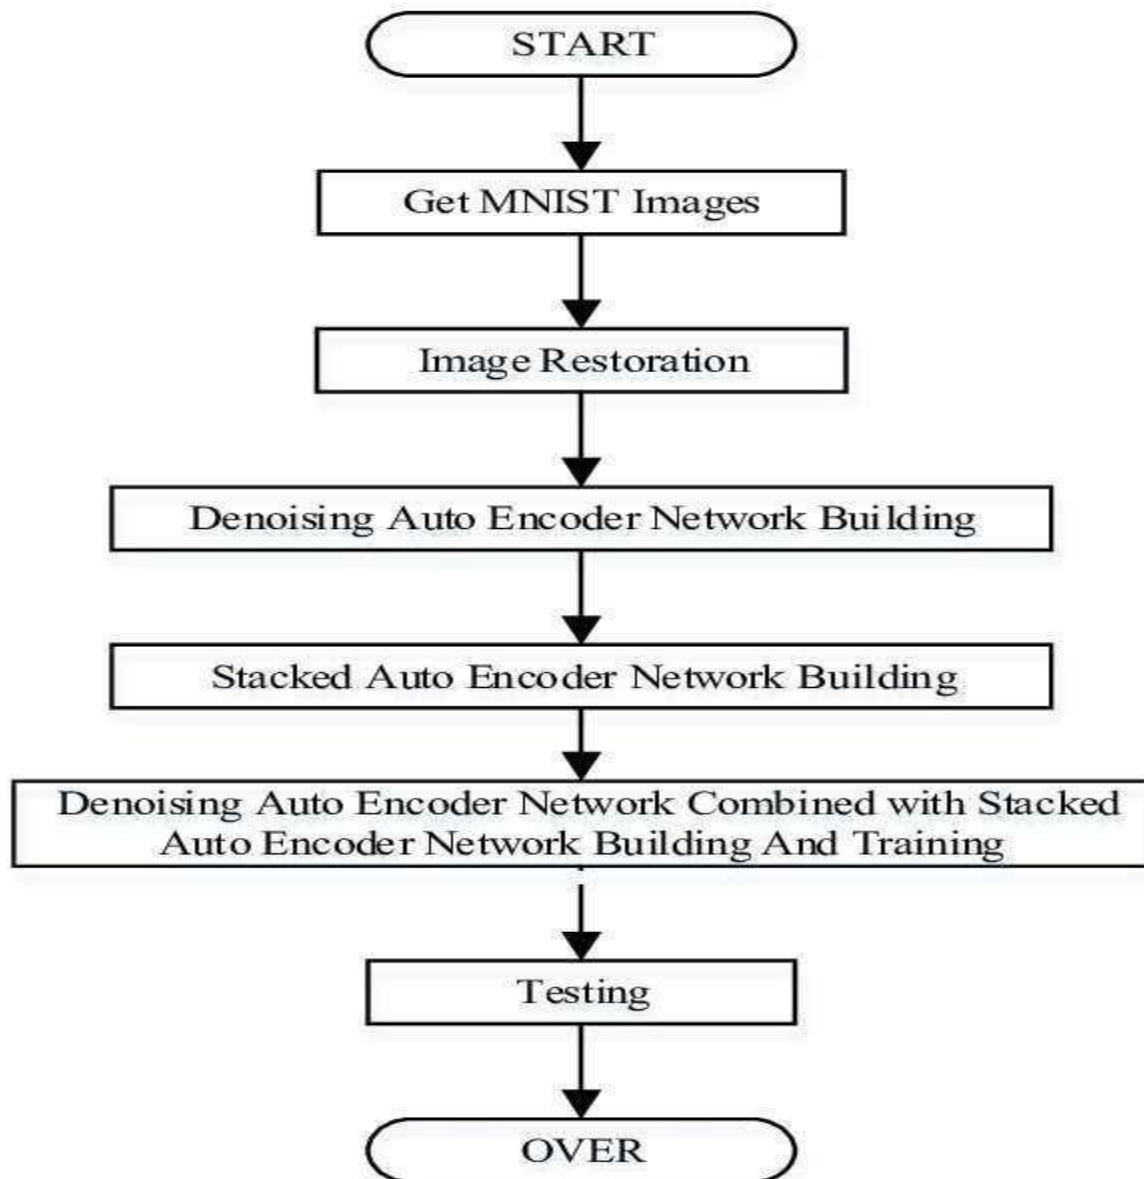 START
Get MNIST Images
Image Restoration
Denoising Auto Encoder Network Building
Stacked Auto Encoder Network Building
Denoising Auto Encoder Network Combined with Stacked
Auto Encoder Network Building And Training
Testing
OVER